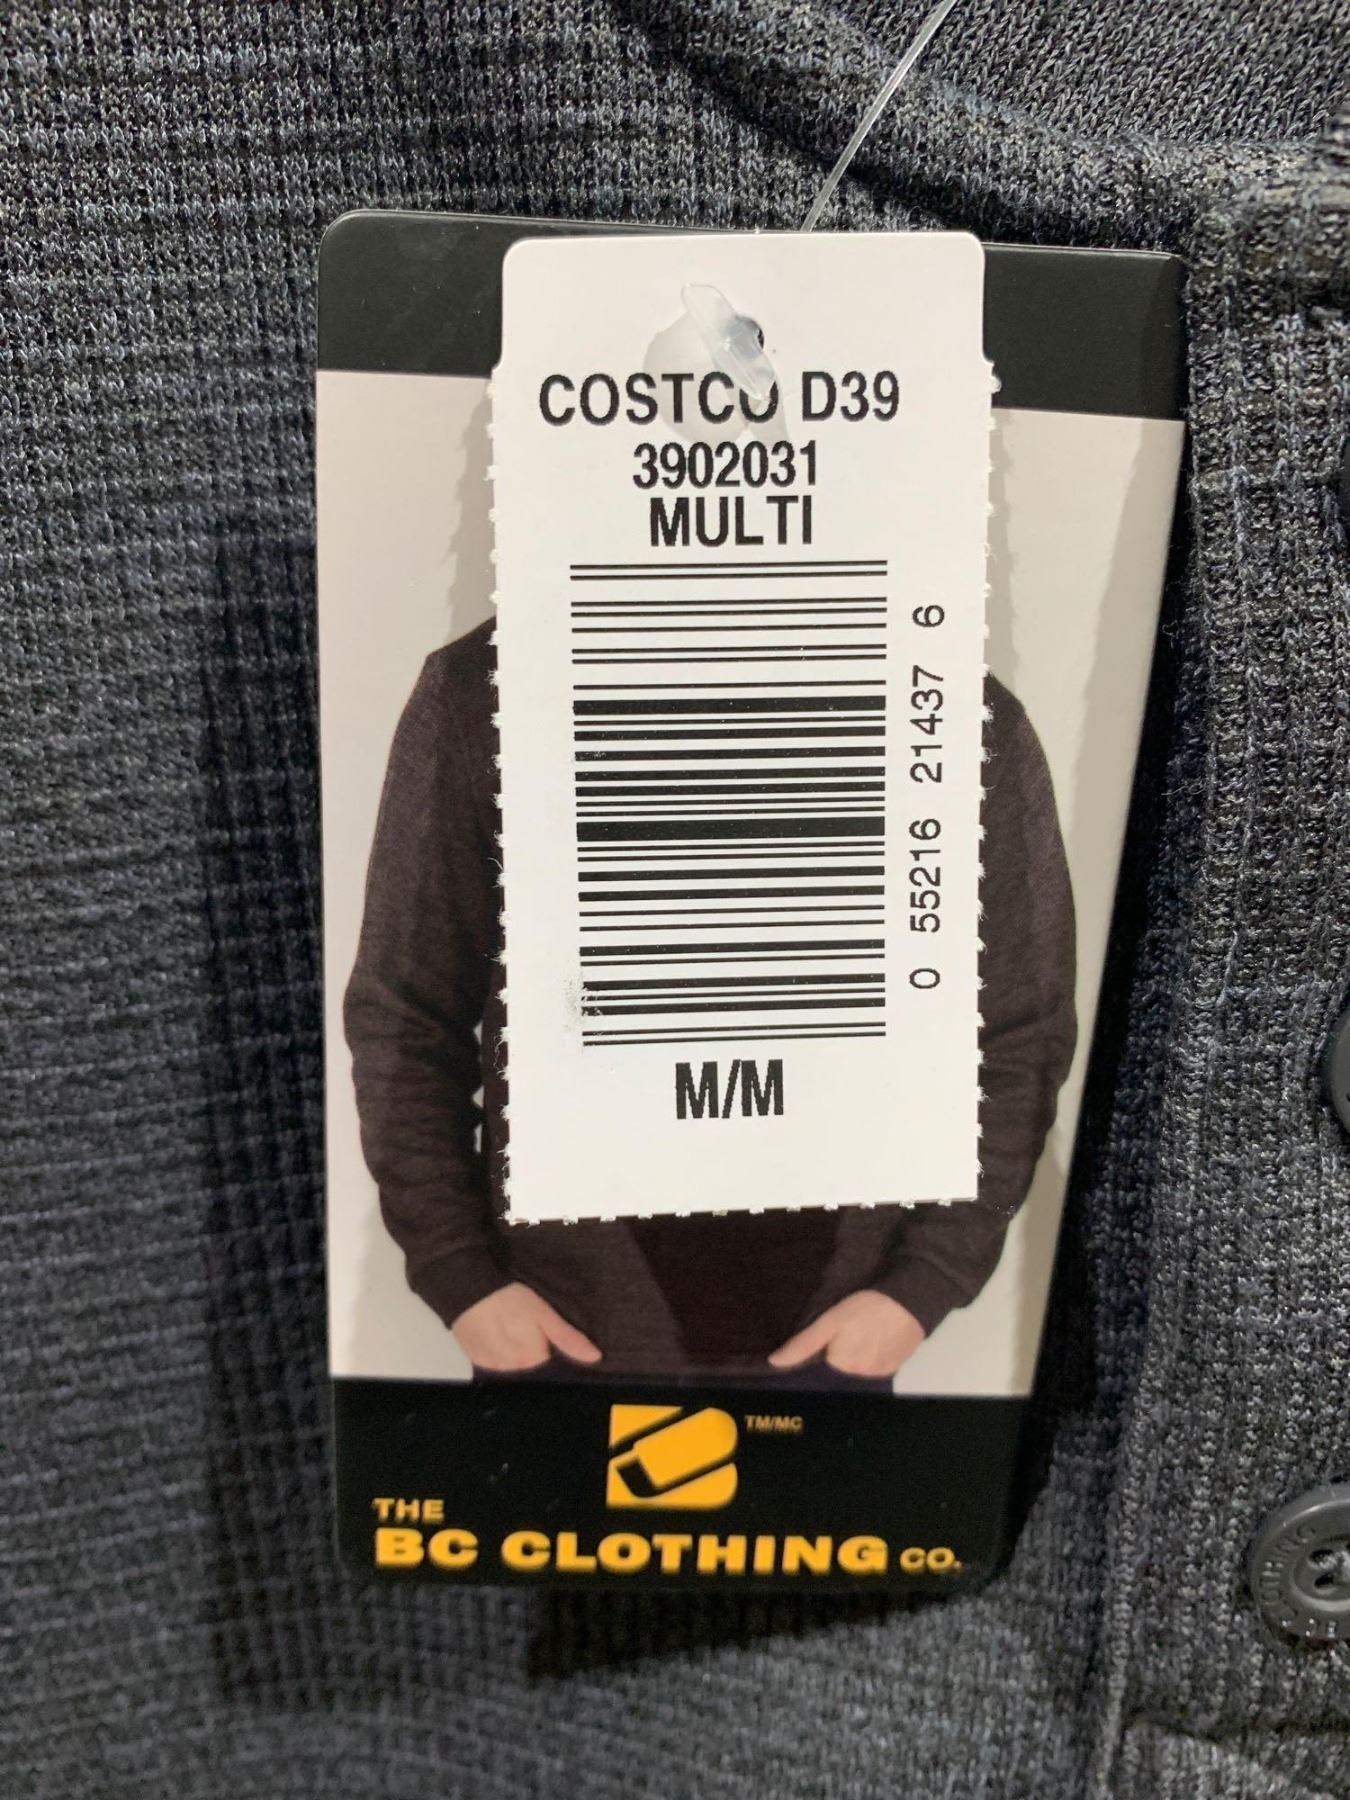 COSTCO D39
3902031
MULTI
0 55216 21437 6
M/M
TM/MC
THE
BC CLOTHING CO.